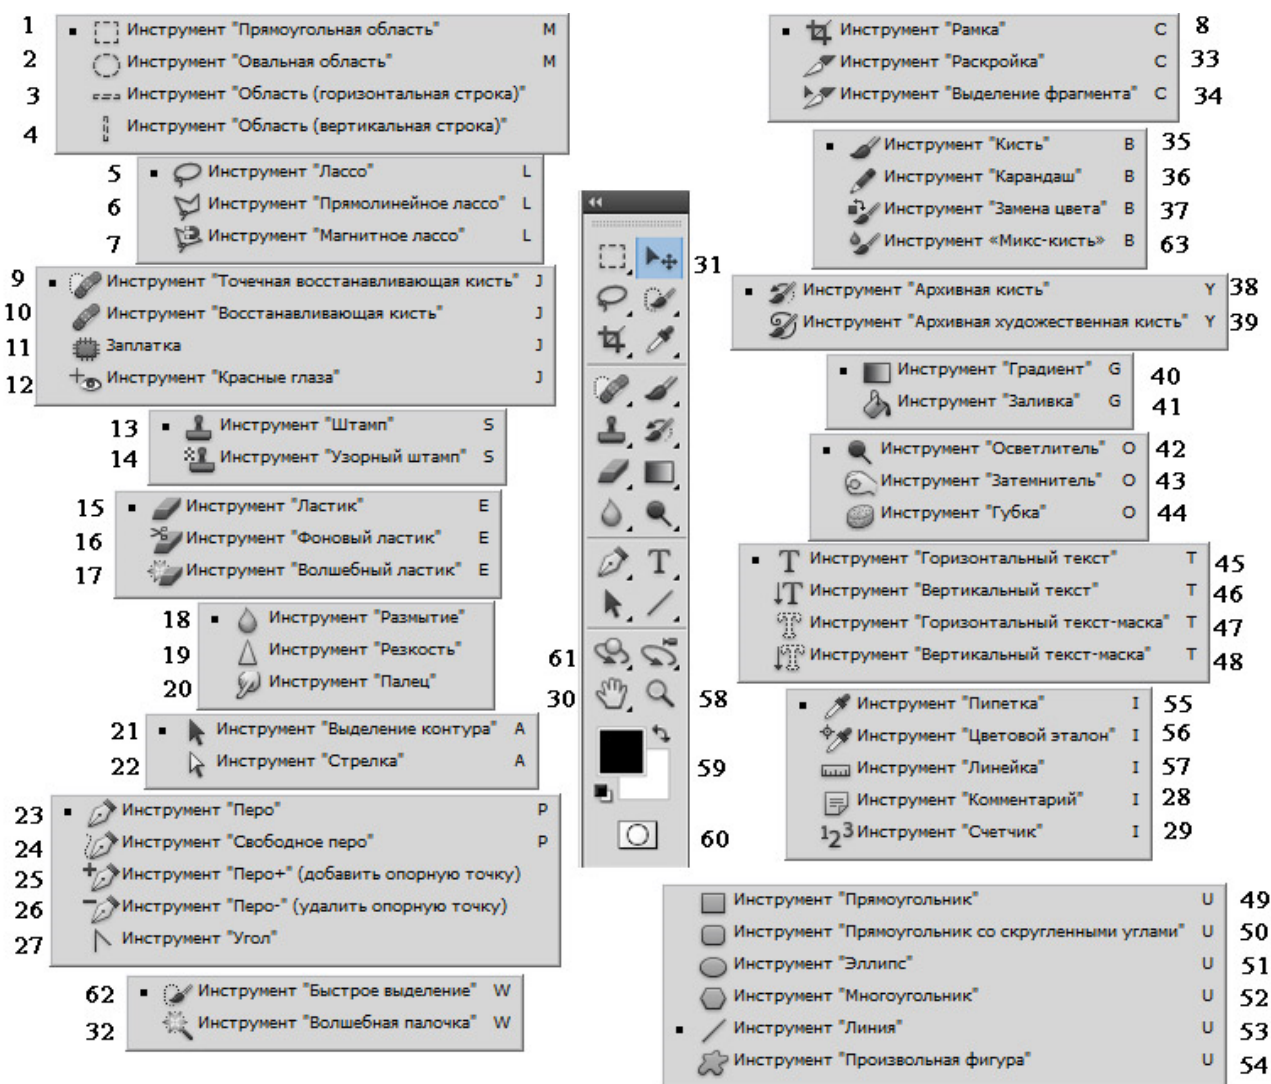 1 Инструмент "Прямоугольная область" M
2 Инструмент "Овальная область" M
3 Инструмент "Область (горизонтальная строка)"
4 Инструмент "Область (вертикальная строка)"
5 Инструмент "Лассо" L
6 Инструмент "Прямолинейное лассо" L
7 Инструмент "Магнитное лассо" L
9 Инструмент "Точечная восстанавливающая кисть" J
10 Инструмент "Восстанавливающая кисть" J
11 Заплатка J
12 Инструмент "Красные глаза" J
13 Инструмент "Штамп" S
14 Инструмент "Узорный штамп" S
15 Инструмент "Ластик" E
16 Инструмент "Фоновый ластик" E
17 Инструмент "Волшебный ластик" E
18 Инструмент "Размытие"
19 Инструмент "Резкость"
20 Инструмент "Палец"
21 Инструмент "Выделение контура" A
22 Инструмент "Стрелка" A
23 Инструмент "Перо" P
24 Инструмент "Свободное перо" P
25 Инструмент "Перо+" (добавить опорную точку)
26 Инструмент "Перо-" (удалить опорную точку)
27 Инструмент "Угол"
62 Инструмент "Быстрое выделение" W
32 Инструмент "Волшебная палочка" W
31
T
61
30 58
59
60
Инструмент "Рамка" C 8
Инструмент "Раскройка" C 33
Инструмент "Выделение фрагмента" C 34
Инструмент "Кисть" B 35
Инструмент "Карандаш" B 36
Инструмент "Замена цвета" B 37
Инструмент «Микс-кисть» B 63
Инструмент "Архивная кисть" Y 38
Инструмент "Архивная художественная кисть" Y 39
Инструмент "Градиент" G 40
Инструмент "Заливка" G 41
Инструмент "Осветлитель" O 42
Инструмент "Затемнитель" O 43
Инструмент "Губка" O 44
T Инструмент "Горизонтальный текст" T 45
T Инструмент "Вертикальный текст" T 46
T Инструмент "Горизонтальный текст-маска" T 47
T Инструмент "Вертикальный текст-маска" T 48
Инструмент "Пипетка" I 55
Инструмент "Цветовой эталон" I 56
Инструмент "Линейка" I 57
Инструмент "Комментарий" I 28
123 Инструмент "Счетчик" I 29
Инструмент "Прямоугольник" U 49
Инструмент "Прямоугольник со скругленными углами" U 50
Инструмент "Эллипс" U 51
Инструмент "Многоугольник" U 52
Инструмент "Линия" U 53
Инструмент "Произвольная фигура" U 54